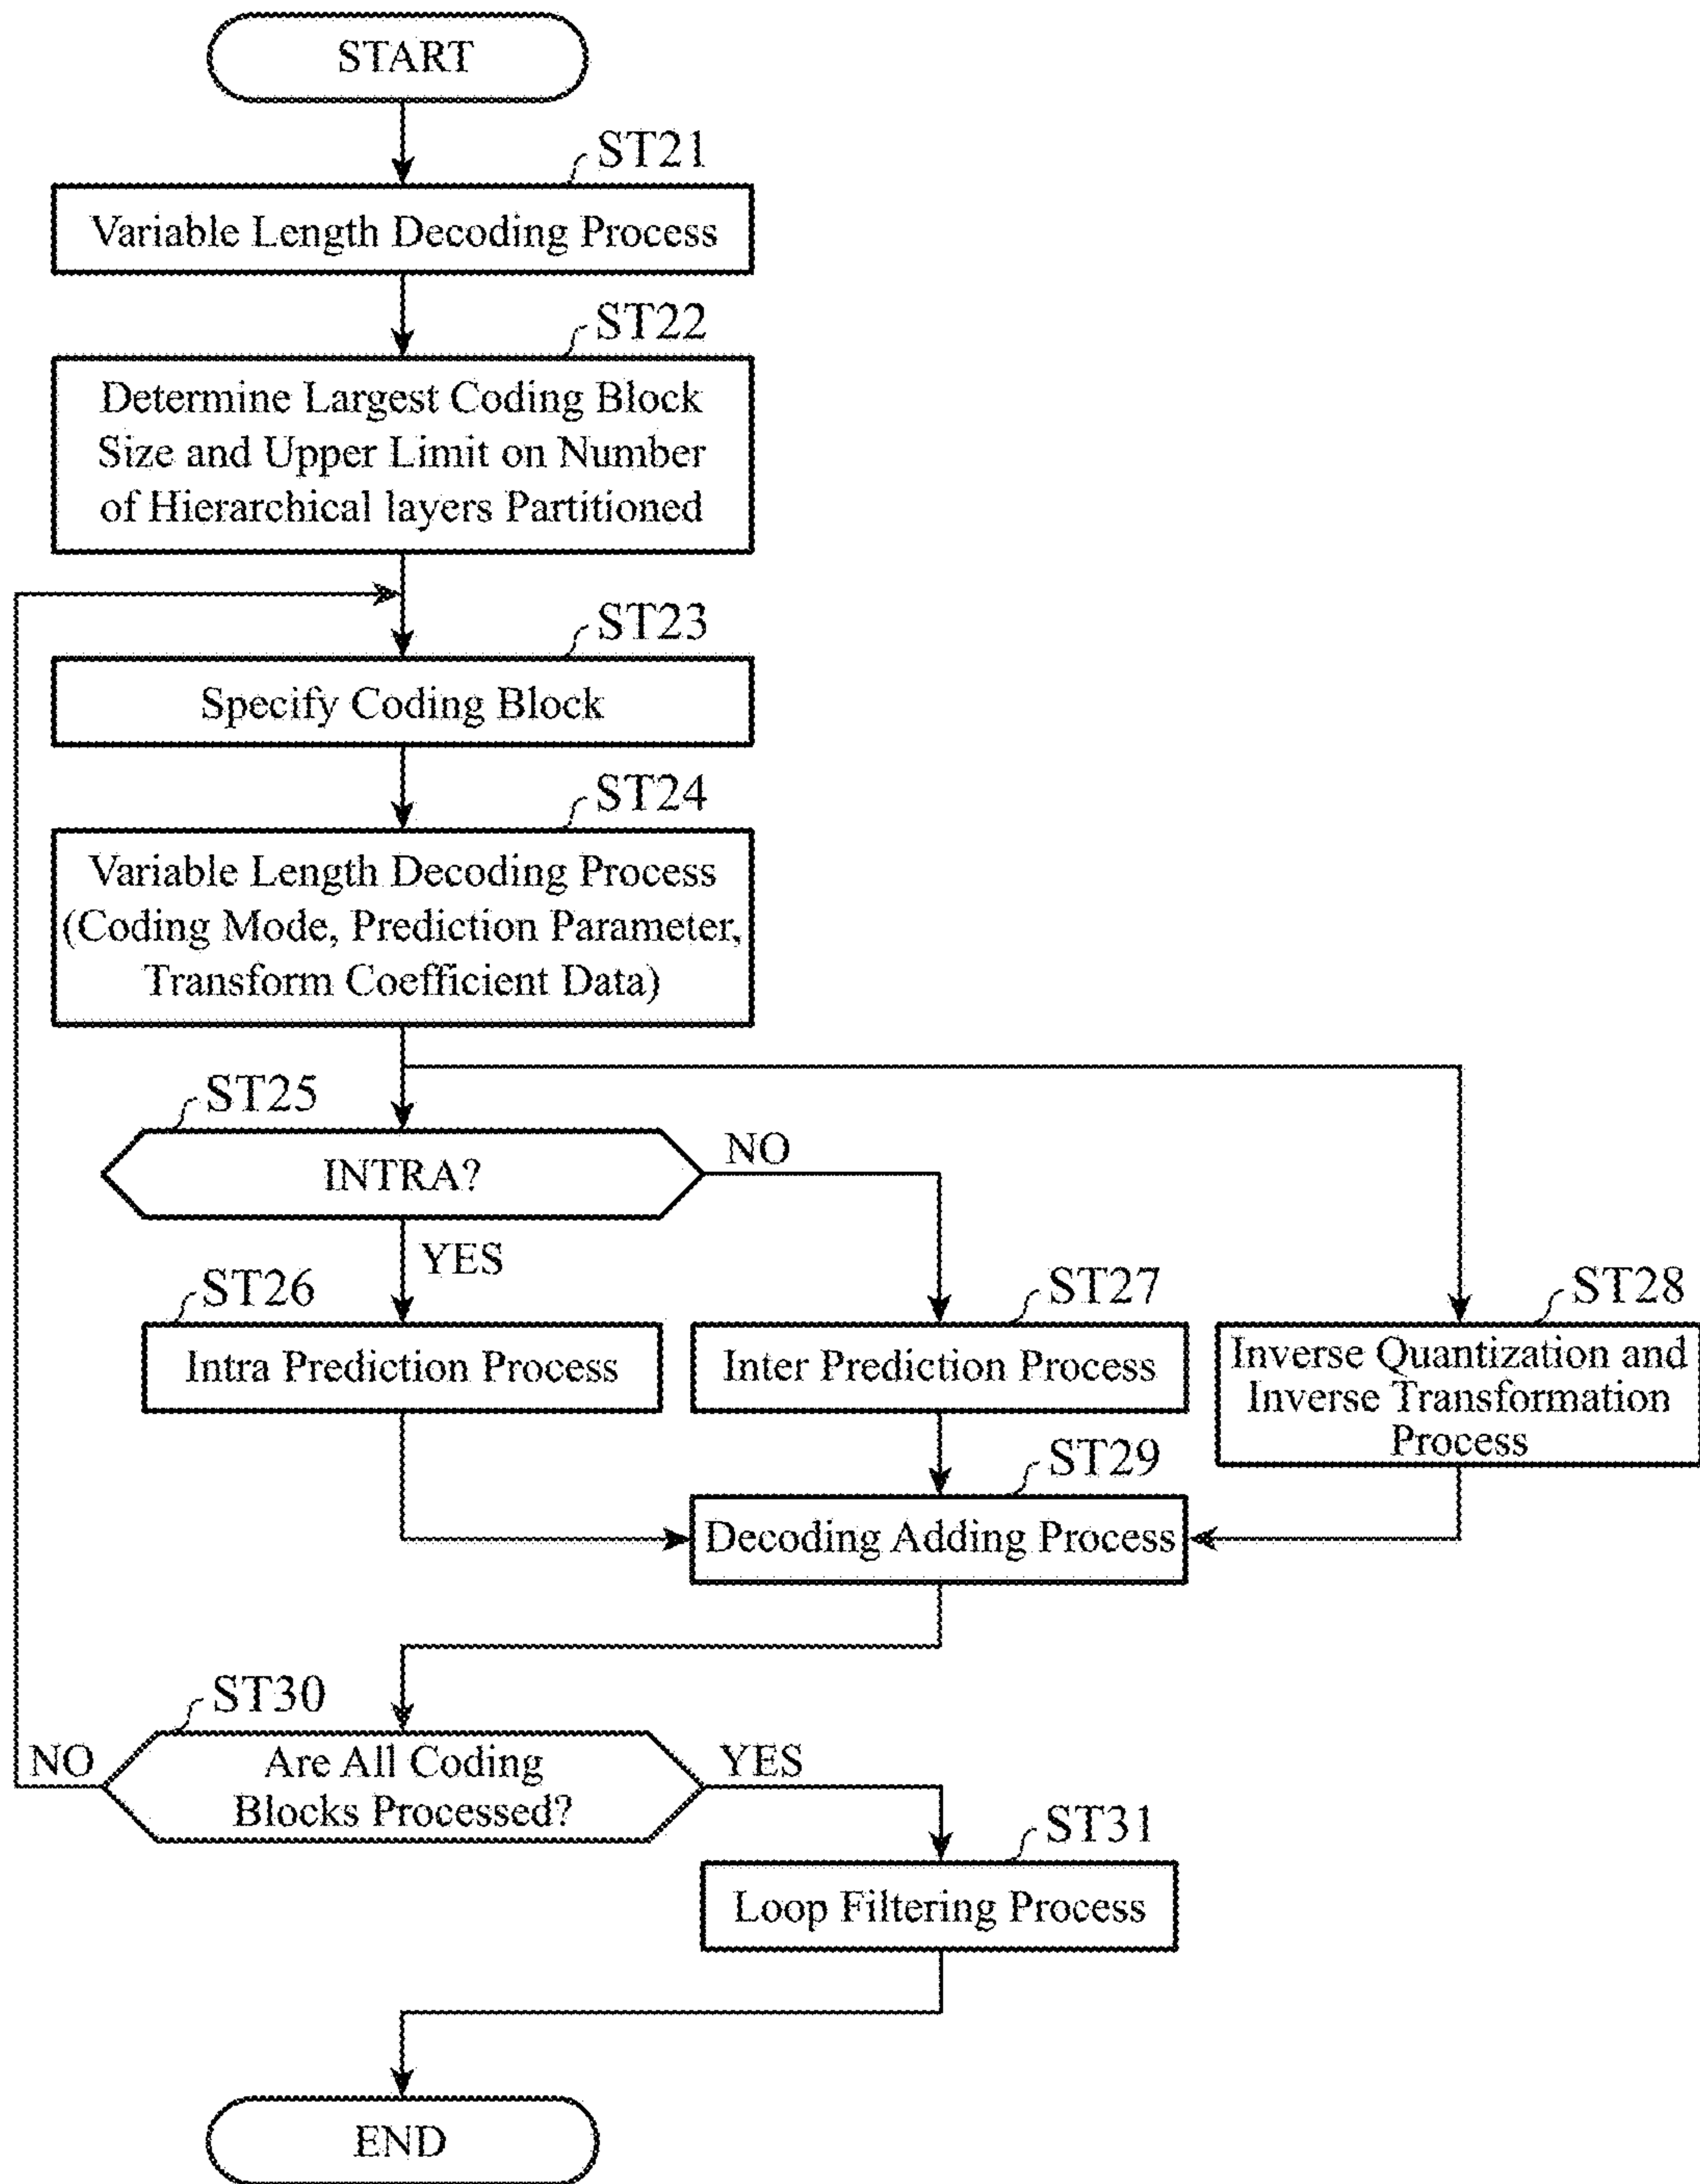 START
ST21
Variable Length Decoding Process
ST22
Determine Largest Coding Block
Size and Upper Limit on Number
of Hierarchical layers Partitioned
ST23
Specify Coding Block
ST24
Variable Length Decoding Process
(Coding Mode, Prediction Parameter,
Transform Coefficient Data)
ST25
INTRA?
NO
YES
ST26
Intra Prediction Process
ST27
Inter Prediction Process
ST28
Inverse Quantization and
Inverse Transformation
Process
ST29
Decoding Adding Process
ST30
NO
Are All Coding
Blocks Processed?
YES
ST31
Loop Filtering Process
END